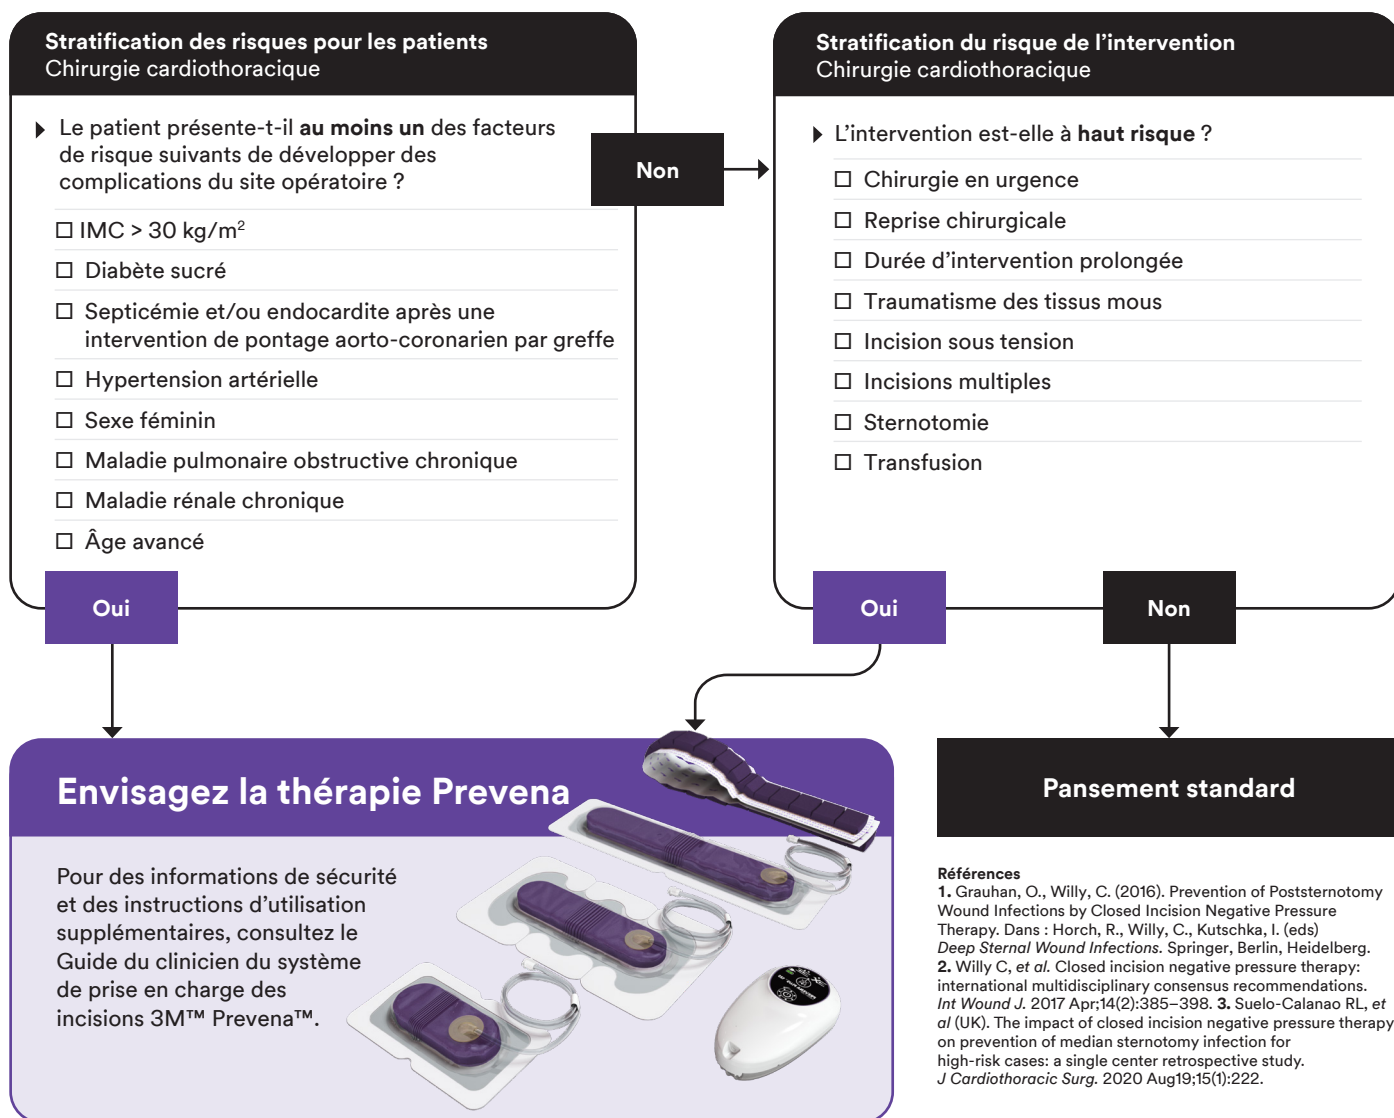 Stratification des risques pour les patients
Chirurgie cardiothoracique
Le patient présente-t-il au moins un des facteurs
de risque suivants de développer des
complications du site opératoire ?
IMC > 30 kg/m²
Diabète sucré
Septicémie et/ou endocardite après une
intervention de pontage aorto-coronarien par greffe
Hypertension artérielle
Sexe féminin
Maladie pulmonaire obstructive chronique
Maladie rénale chronique
Âge avancé
Oui
Non
Stratification du risque de l’intervention
Chirurgie cardiothoracique
L’intervention est-elle à haut risque ?
Chirurgie en urgence
Reprise chirurgicale
Durée d’intervention prolongée
Traumatisme des tissus mous
Incision sous tension
Incisions multiples
Sternotomie
Transfusion
Oui
Non
Envisagez la thérapie Prevena
Pour des informations de sécurité
et des instructions d’utilisation
supplémentaires, consultez le
Guide du clinicien du système
de prise en charge des
incisions 3M™ Prevena™.
Pansement standard
Références
1. Grauhan, O., Willy, C. (2016). Prevention of Poststernotomy
Wound Infections by Closed Incision Negative Pressure
Therapy. Dans : Horch, R., Willy, C., Kutschka, I. (eds)
Deep Sternal Wound Infections. Springer, Berlin, Heidelberg.
2. Willy C, et al. Closed incision negative pressure therapy:
international multidisciplinary consensus recommendations.
Int Wound J. 2017 Apr;14(2):385–398. 3. Suelo-Calanao RL, et
al (UK). The impact of closed incision negative pressure therapy
on prevention of median sternotomy infection for
high-risk cases: a single center retrospective study.
J Cardiothoracic Surg. 2020 Aug19;15(1):222.